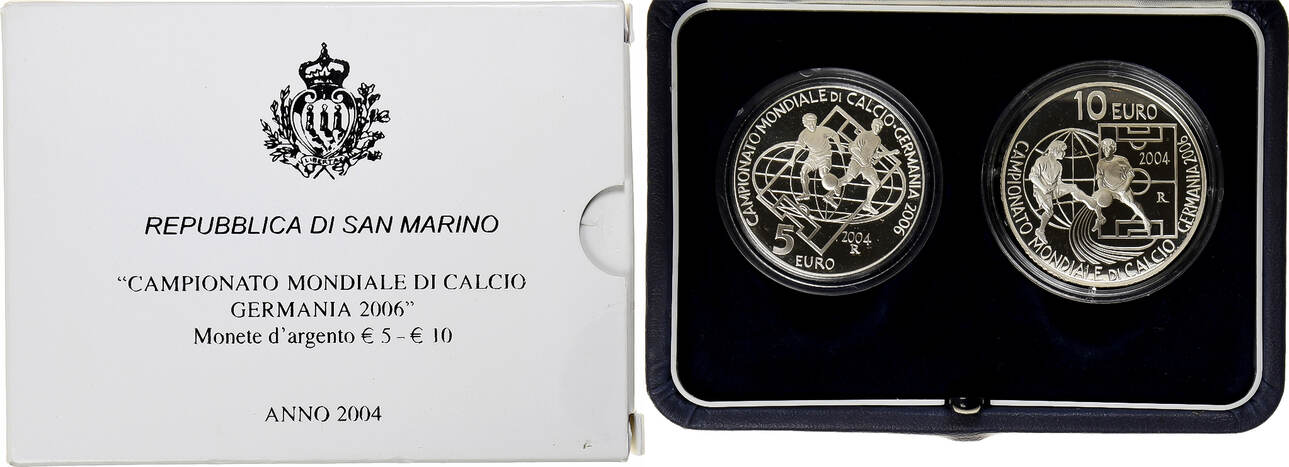 LIBERTAS
REPUBBLICA DI SAN MARINO
“CAMPIONATO MONDIALE DI CALCIO
GERMANIA 2006”
Monete d’argento € 5 – € 10
ANNO 2004
CAMPIONATO MONDIALE DI CALCIO·GERMANIA 2006
2004
R
5
EURO
10 EURO
2004
R
CAMPIONATO MONDIALE DI CALCIO GERMANIA 2006